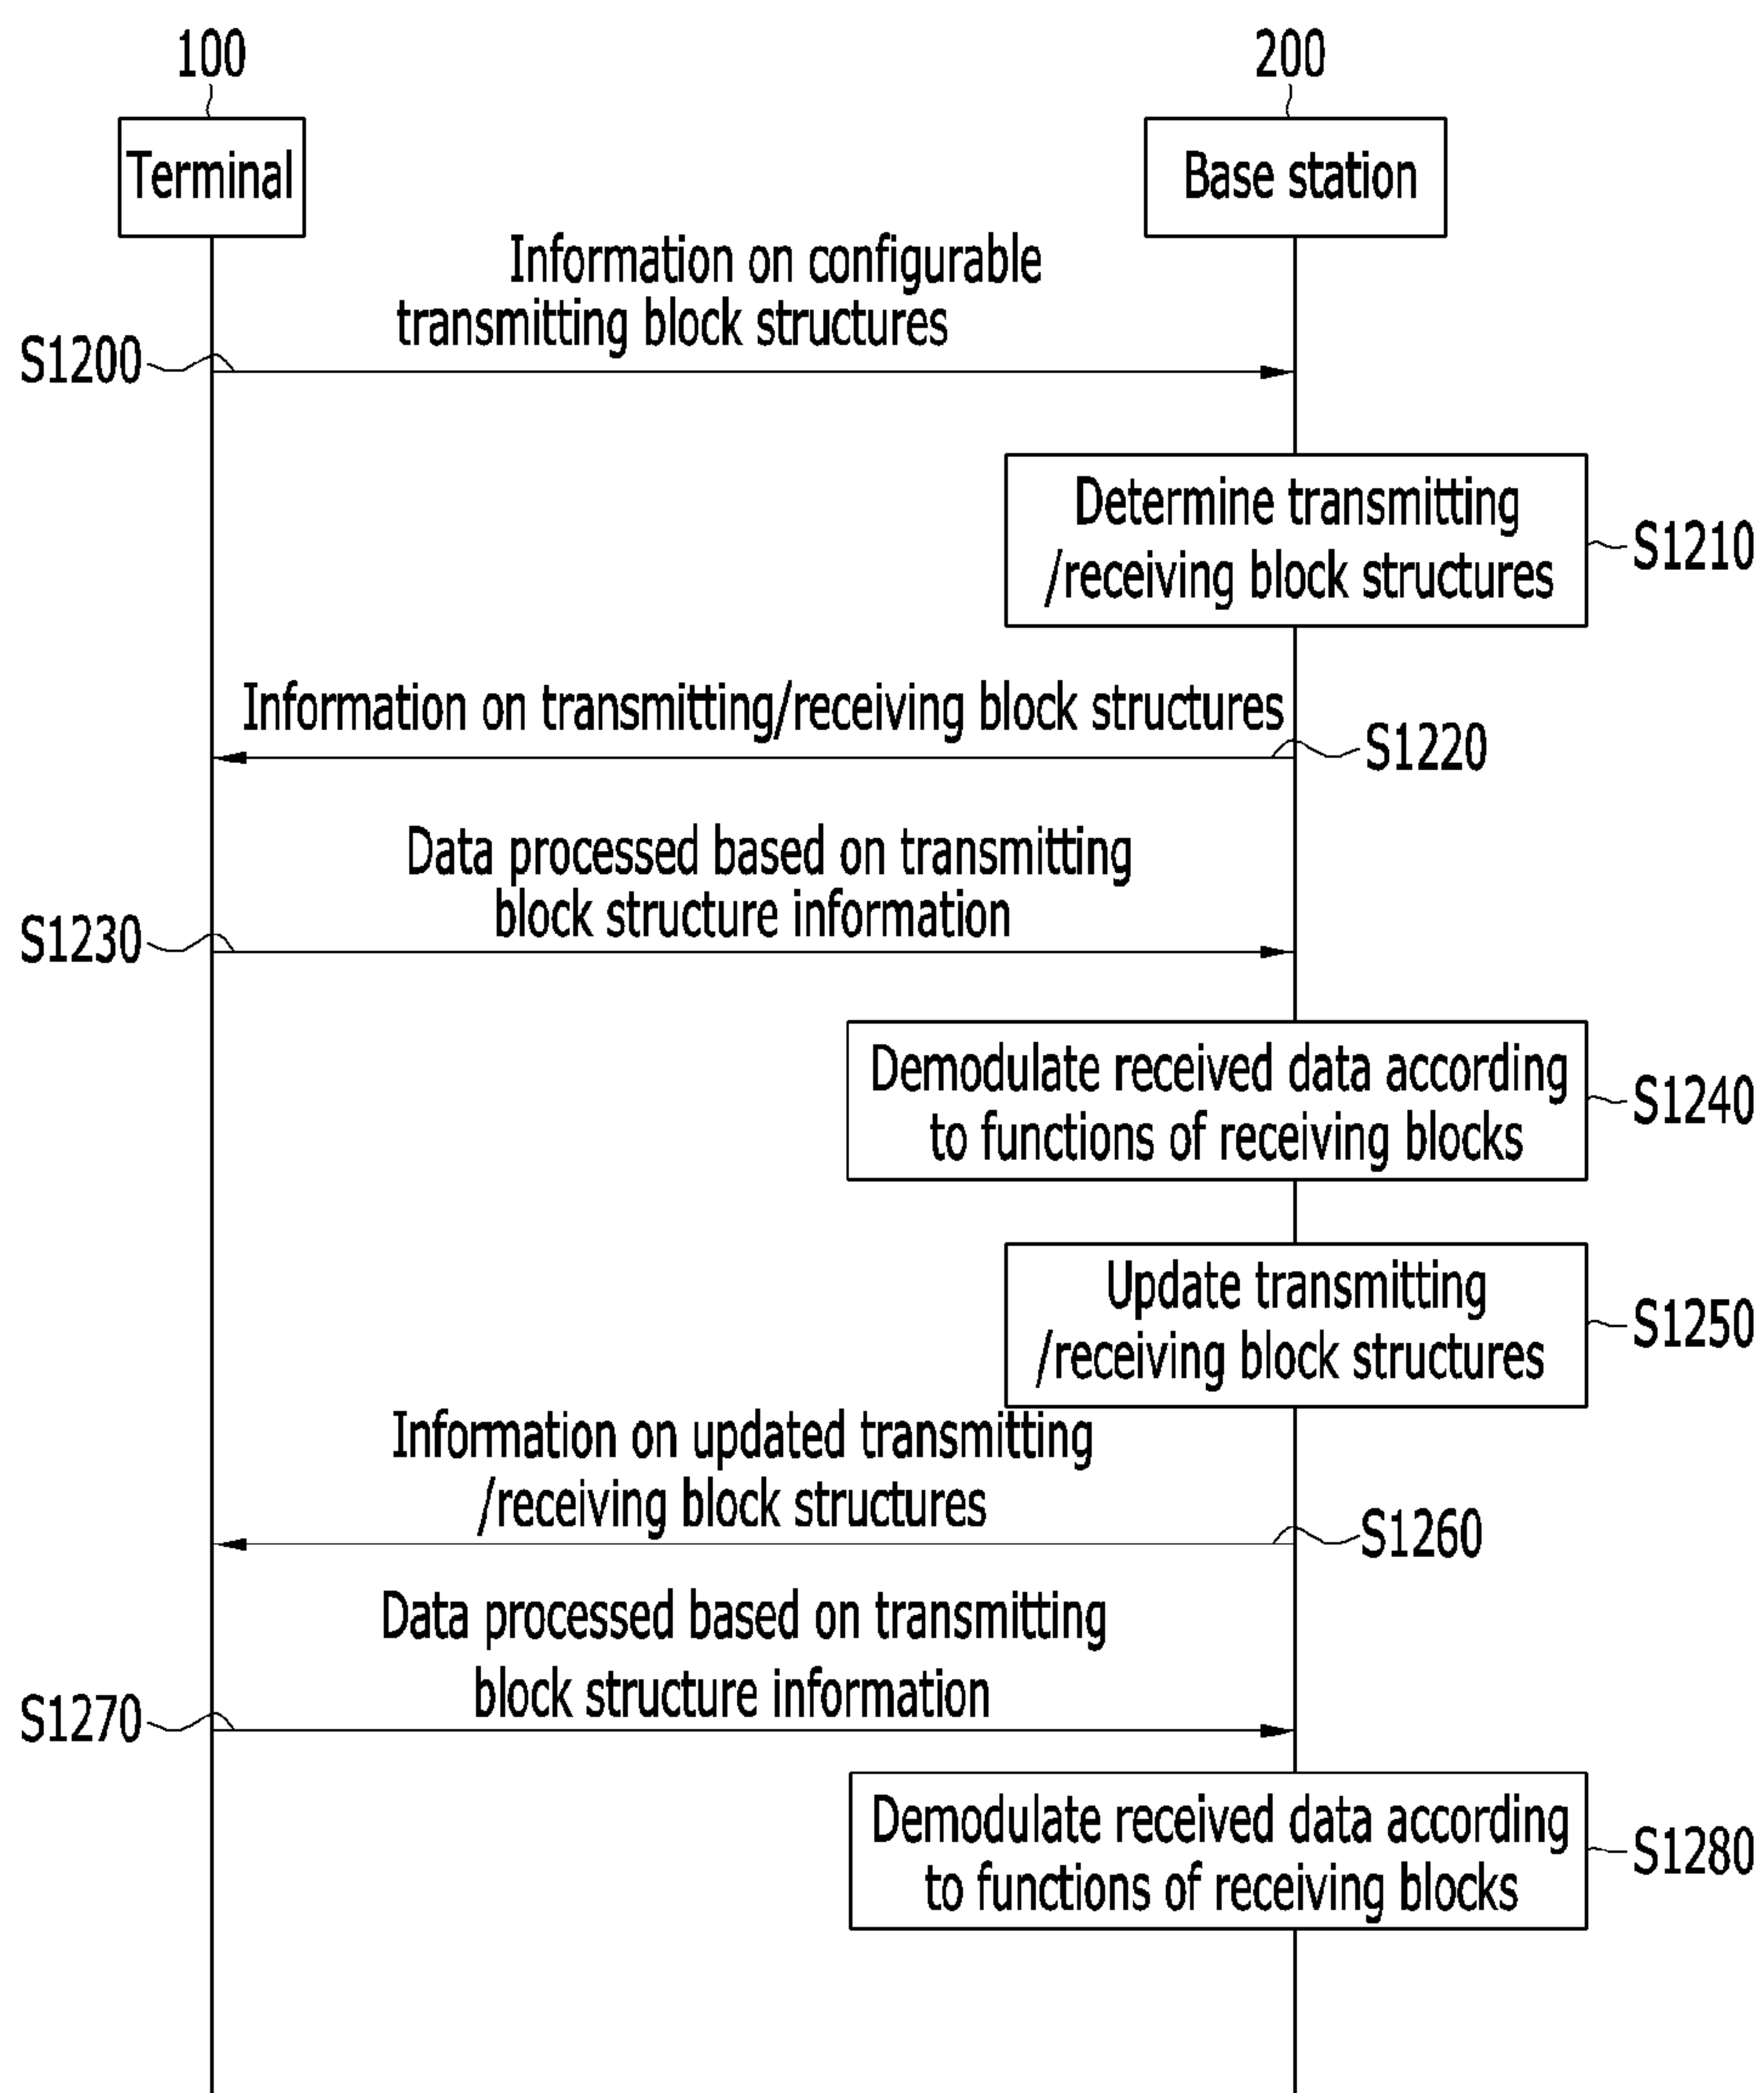 100
200
Terminal
Base station
Information on configurable
transmitting block structures
S1200
Determine transmitting
/receiving block structures
S1210
Information on transmitting/receiving block structures
S1220
Data processed based on transmitting
block structure information
S1230
Demodulate received data according
to functions of receiving blocks
S1240
Update transmitting
/receiving block structures
S1250
Information on updated transmitting
/receiving block structures
S1260
Data processed based on transmitting
block structure information
S1270
Demodulate received data according
to functions of receiving blocks
S1280